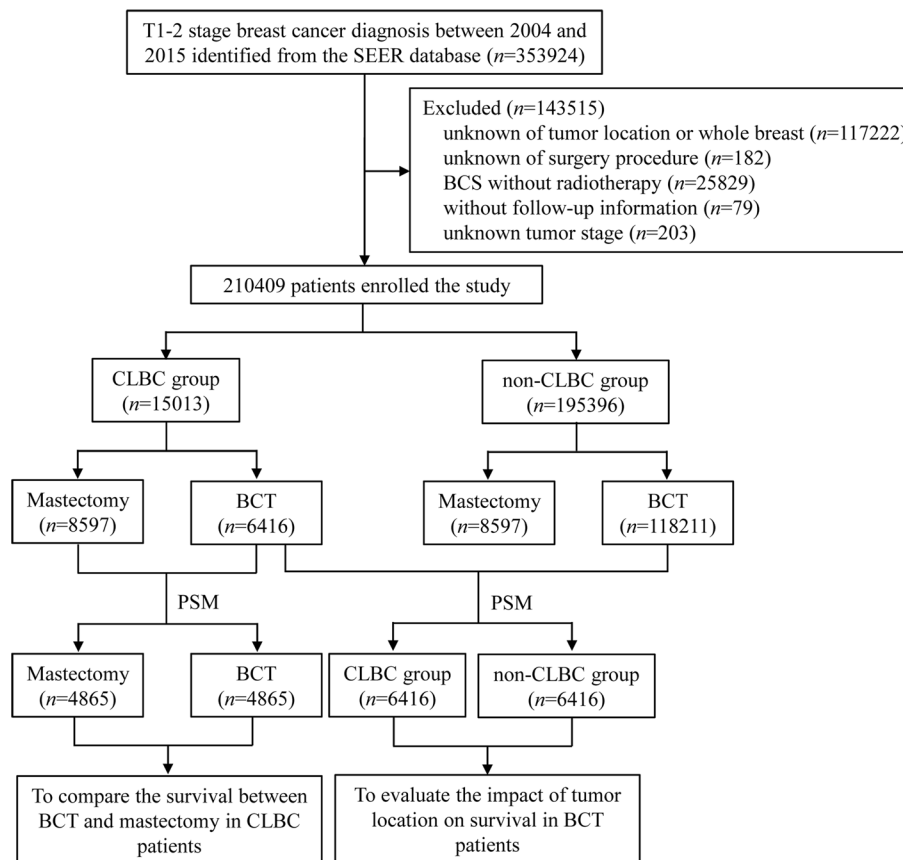 T1-2 stage breast cancer diagnosis between 2004 and
2015 identified from the SEER database (n=353924)
Excluded (n=143515)
unknown of tumor location or whole breast (n=117222)
unknown of surgery procedure (n=182)
BCS without radiotherapy (n=25829)
without follow-up information (n=79)
unknown tumor stage (n=203)
210409 patients enrolled the study
CLBC group
(n=15013)
non-CLBC group
(n=195396)
Mastectomy
(n=8597)
BCT
(n=6416)
Mastectomy
(n=8597)
BCT
(n=118211)
PSM
PSM
Mastectomy
(n=4865)
BCT
(n=4865)
CLBC group
(n=6416)
non-CLBC group
(n=6416)
To compare the survival between
BCT and mastectomy in CLBC
patients
To evaluate the impact of tumor
location on survival in BCT
patients